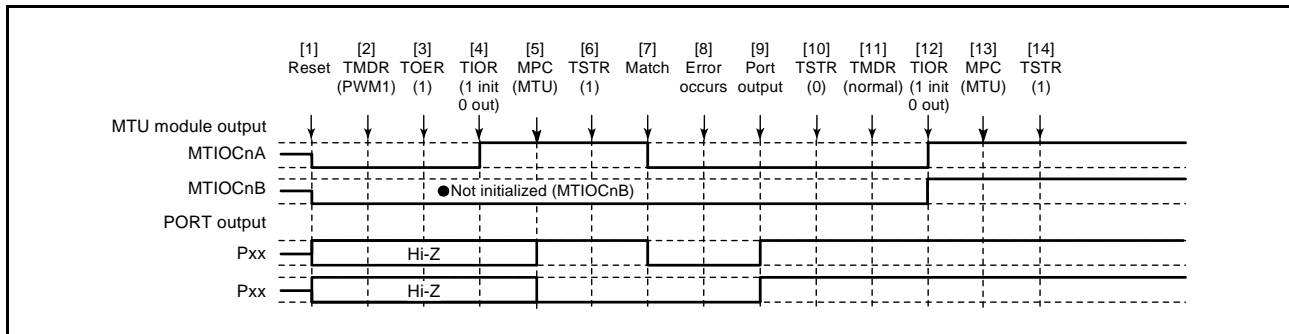 [1] [2] [3] [4] [5] [6] [7] [8] [9] [10] [11] [12] [13] [14]
Reset TMDR TOER TIOR MPC TSTR Match Error Port TSTR TMDR TIOR MPC TSTR
(PWM1) (1) (1 init (MTU) (1) occurs output (0) (normal) (1 init (MTU) (1)
0 out) 0 out)
MTU module output
MTIOCnA
MTIOCnB
●Not initialized (MTIOCnB)
PORT output
Pxx
Hi-Z
Pxx
Hi-Z